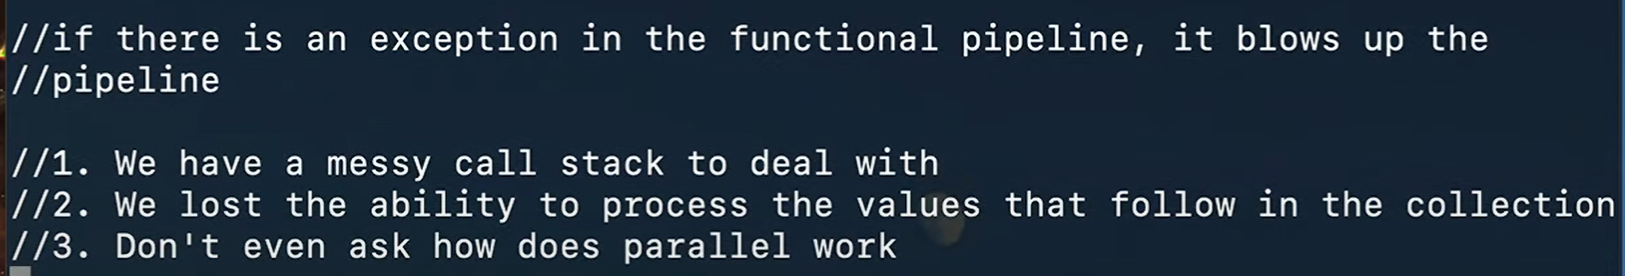 //if there is an exception in the functional pipeline, it blows up the
//pipeline
//1. We have a messy call stack to deal with
//2. We lost the ability to process the values that follow in the collection
//3. Don't even ask how does parallel work